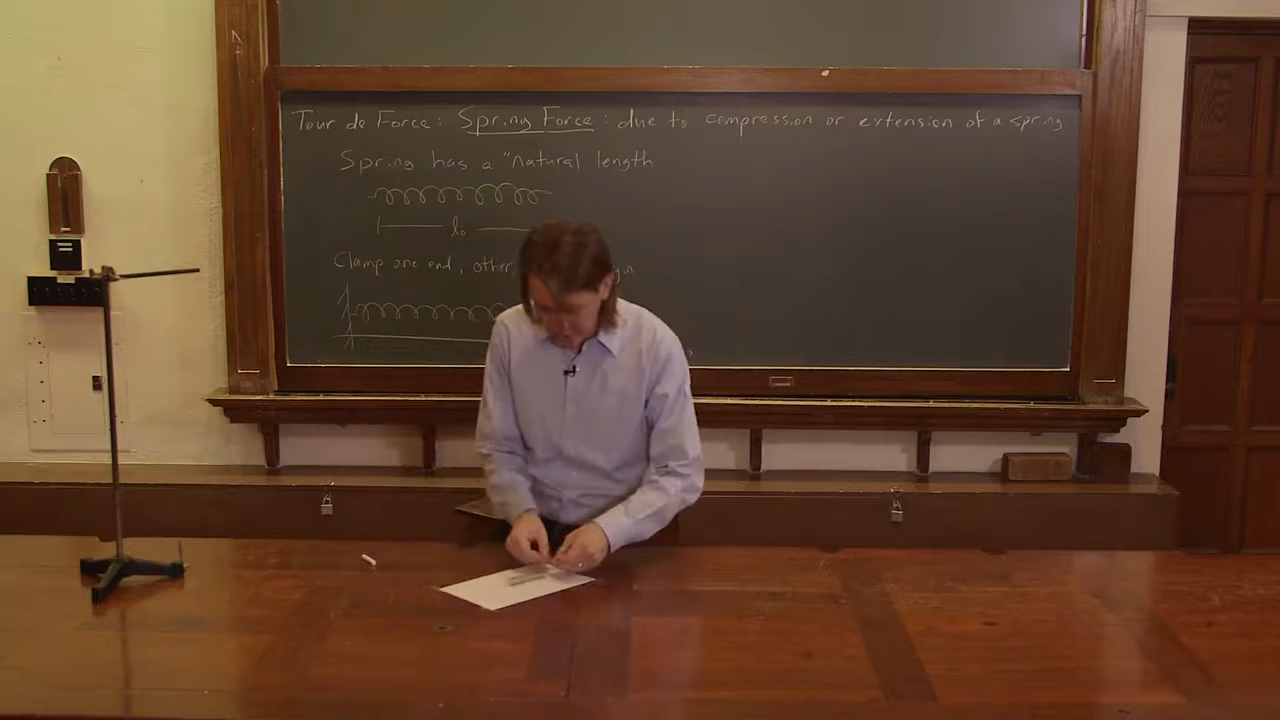 Tour de Force: Spring Force: due to compression or extension of a spring
Spring has a "natural length
l₀
Clamp one end, other